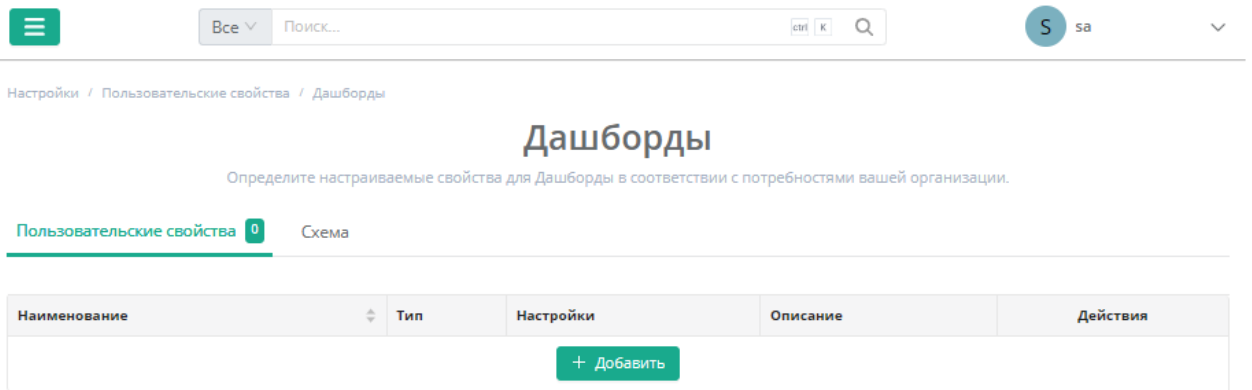 Все Поиск... ctrl K S sa
Настройки / Пользовательские свойства / Дашборды
Дашборды
Определите настраиваемые свойства для Дашборды в соответствии с потребностями вашей организации.
Пользовательские свойства 0 Схема
Наименование Тип Настройки Описание Действия
+ Добавить